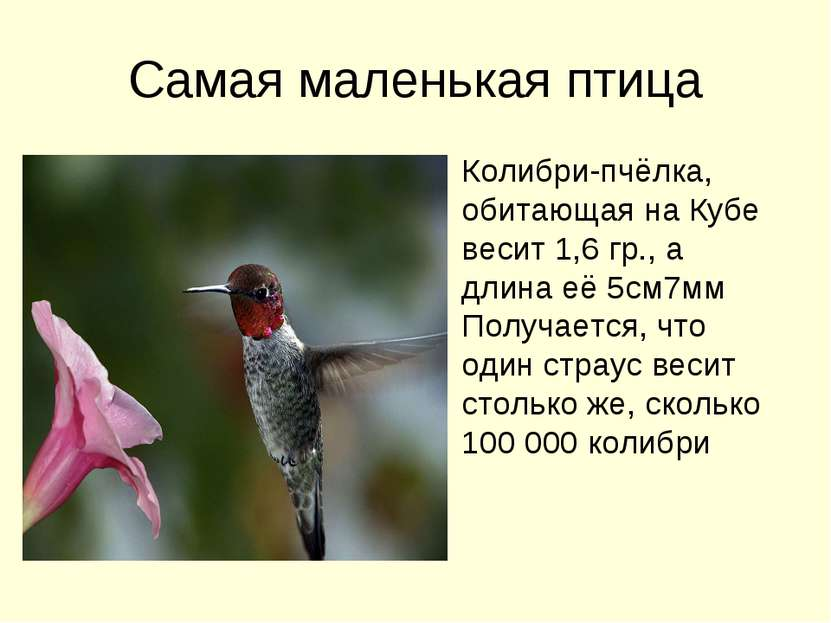 Самая маленькая птица
Колибри-пчёлка,
обитающая на Кубе
весит 1,6 гр., а
длина её 5см7мм
Получается, что
один страус весит
столько же, сколько
100 000 колибри